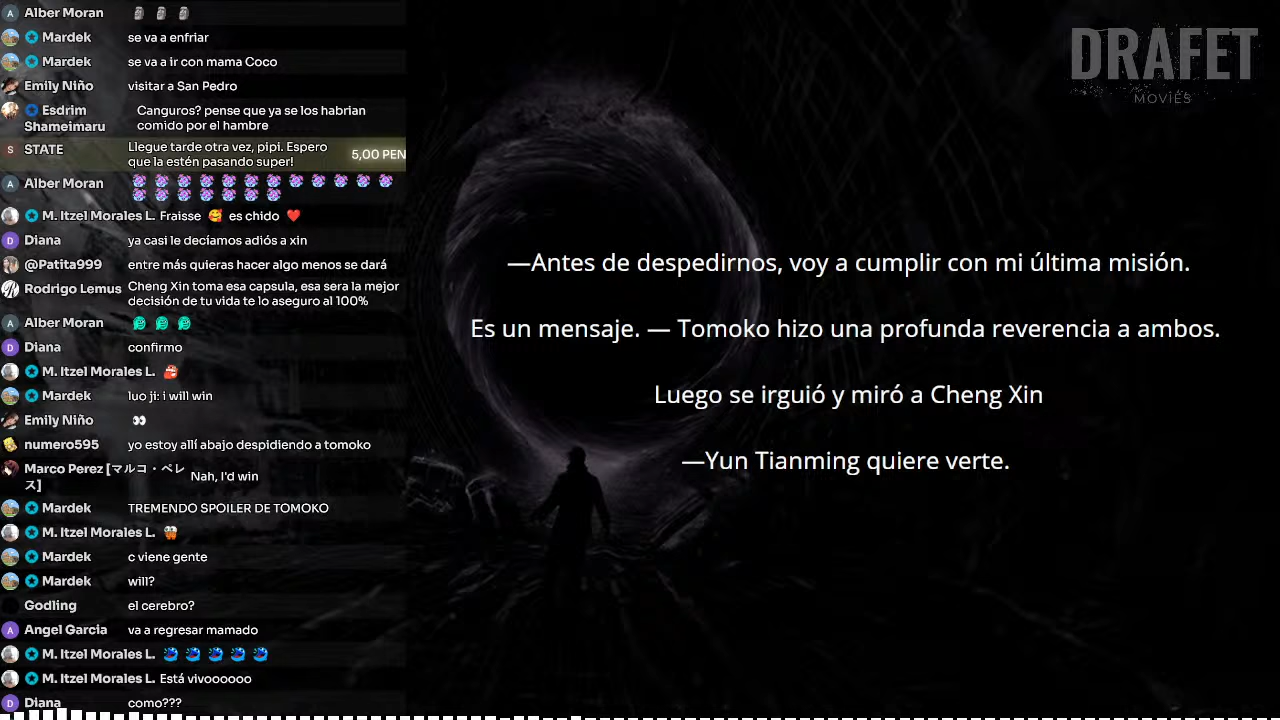 Alber Moran 🗿 🗿 🗿
Mardek se va a enfriar
Mardek se va a ir con mama Coco
Emily Niño visitar a San Pedro
Esdrim Shameimaru Canguros? pense que ya se los habrian
comido por el hambre
STATE Llegue tarde otra vez, pipi. Espero
que la estén pasando super! 5,00 PEN
Alber Moran
M. Itzel Morales L. Fraisse 🥰 es chido ❤️
Diana ya casi le decíamos adiós a xin
@Patita999 entre más quieras hacer algo menos se dará
Rodrigo Lemus Cheng Xin toma esa capsula, esa sera la mejor
decisión de tu vida te lo aseguro al 100%
Alber Moran
Diana confirmo
M. Itzel Morales L.
Mardek luo ji: i will win
Emily Niño 👀
numero595 yo estoy allí abajo despidiendo a tomoko
Marco Perez [マルコ・ペレ
ス] Nah, I'd win
Mardek TREMENDO SPOILER DE TOMOKO
M. Itzel Morales L.
Mardek c viene gente
Mardek will?
Godling el cerebro?
Angel Garcia va a regresar mamado
M. Itzel Morales L.
M. Itzel Morales L. Está vivoooooo
Diana como???
DRAFET
MOVIES
—Antes de despedirnos, voy a cumplir con mi última misión.
Es un mensaje. — Tomoko hizo una profunda reverencia a ambos.
Luego se irguió y miró a Cheng Xin
—Yun Tianming quiere verte.